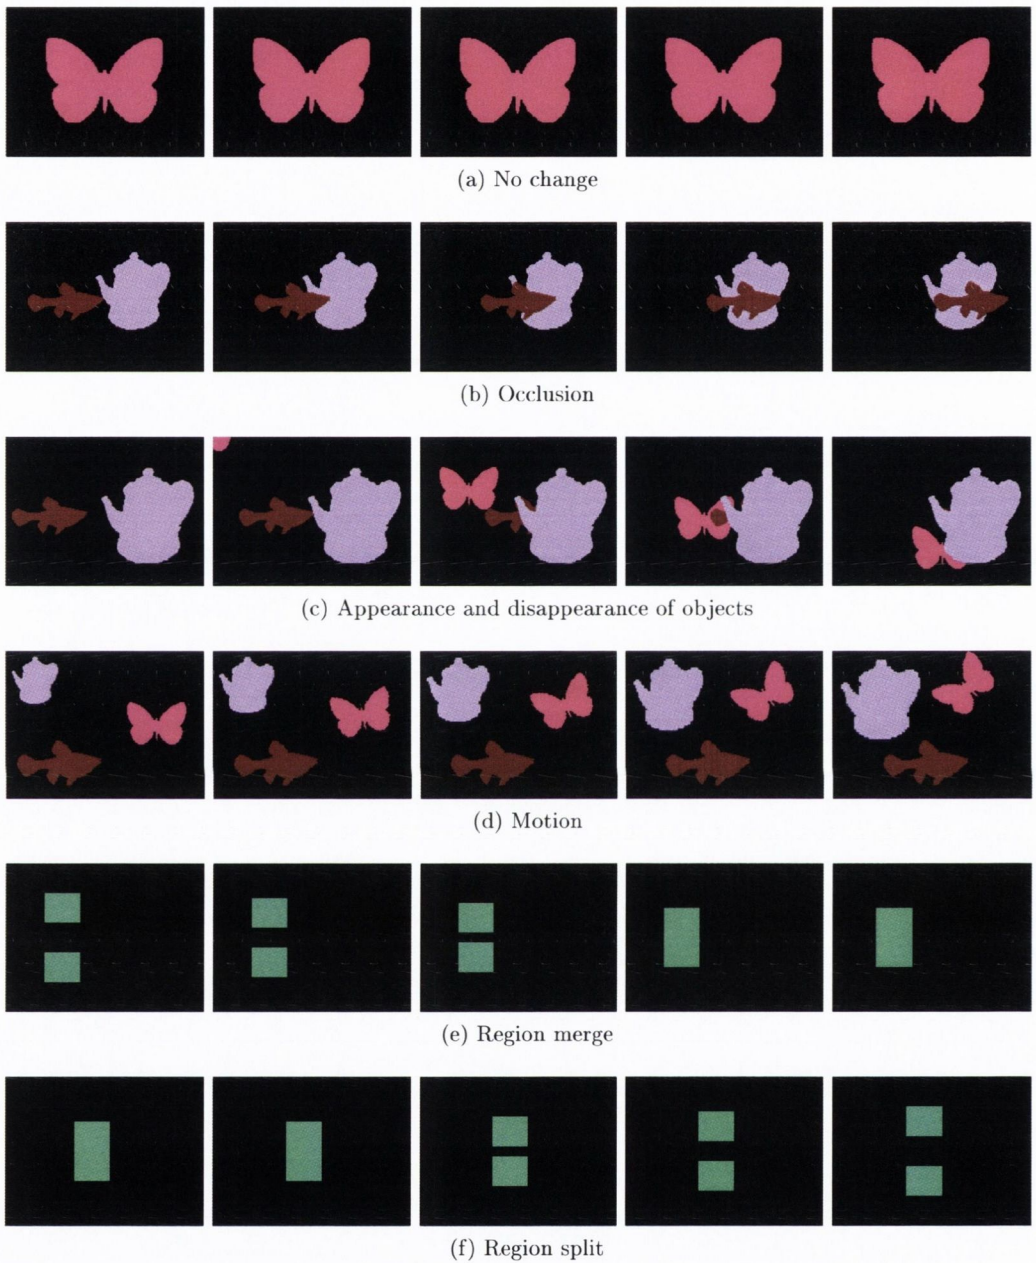 (a) No change
(b) Occlusion
(c) Appearance and disappearance of objects
(d) Motion
(e) Region merge
(f) Region split